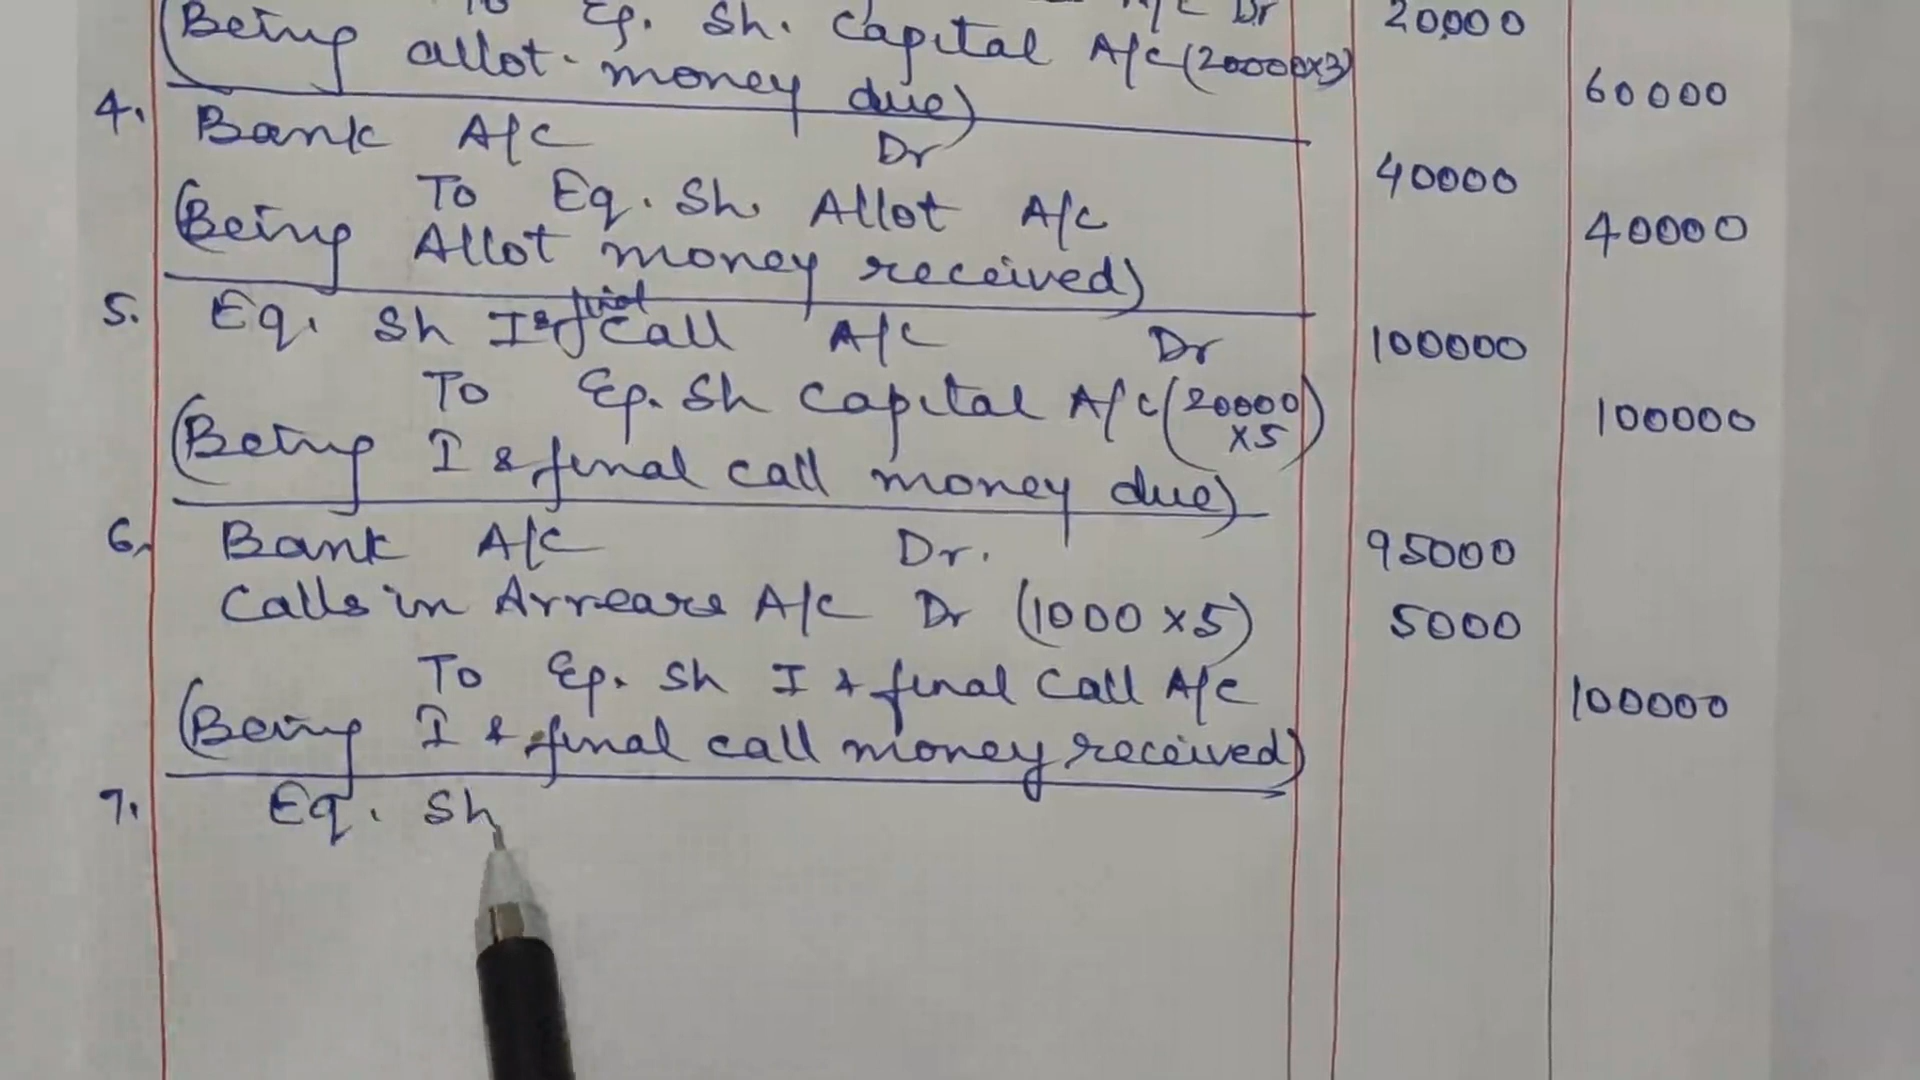 To Eq. Sh. Capital A/c (20000x3)
A/c Dr 20,000
60000
(Being allot. money due)
4. Bank A/c Dr 40000
To Eq. Sh. Allot A/c 40000
(Being Allot money received)
5. Eq. Sh I & final Call A/c Dr 100000
To Eq. Sh Capital A/c (20000 x5) 100000
(Being I & final call money due)
6. Bank A/c Dr. 95000
Calls in Arrears A/c Dr (1000 x5) 5000
To Eq. Sh I & final Call A/c 100000
(Being I & final call money received)
7. Eq. Sh